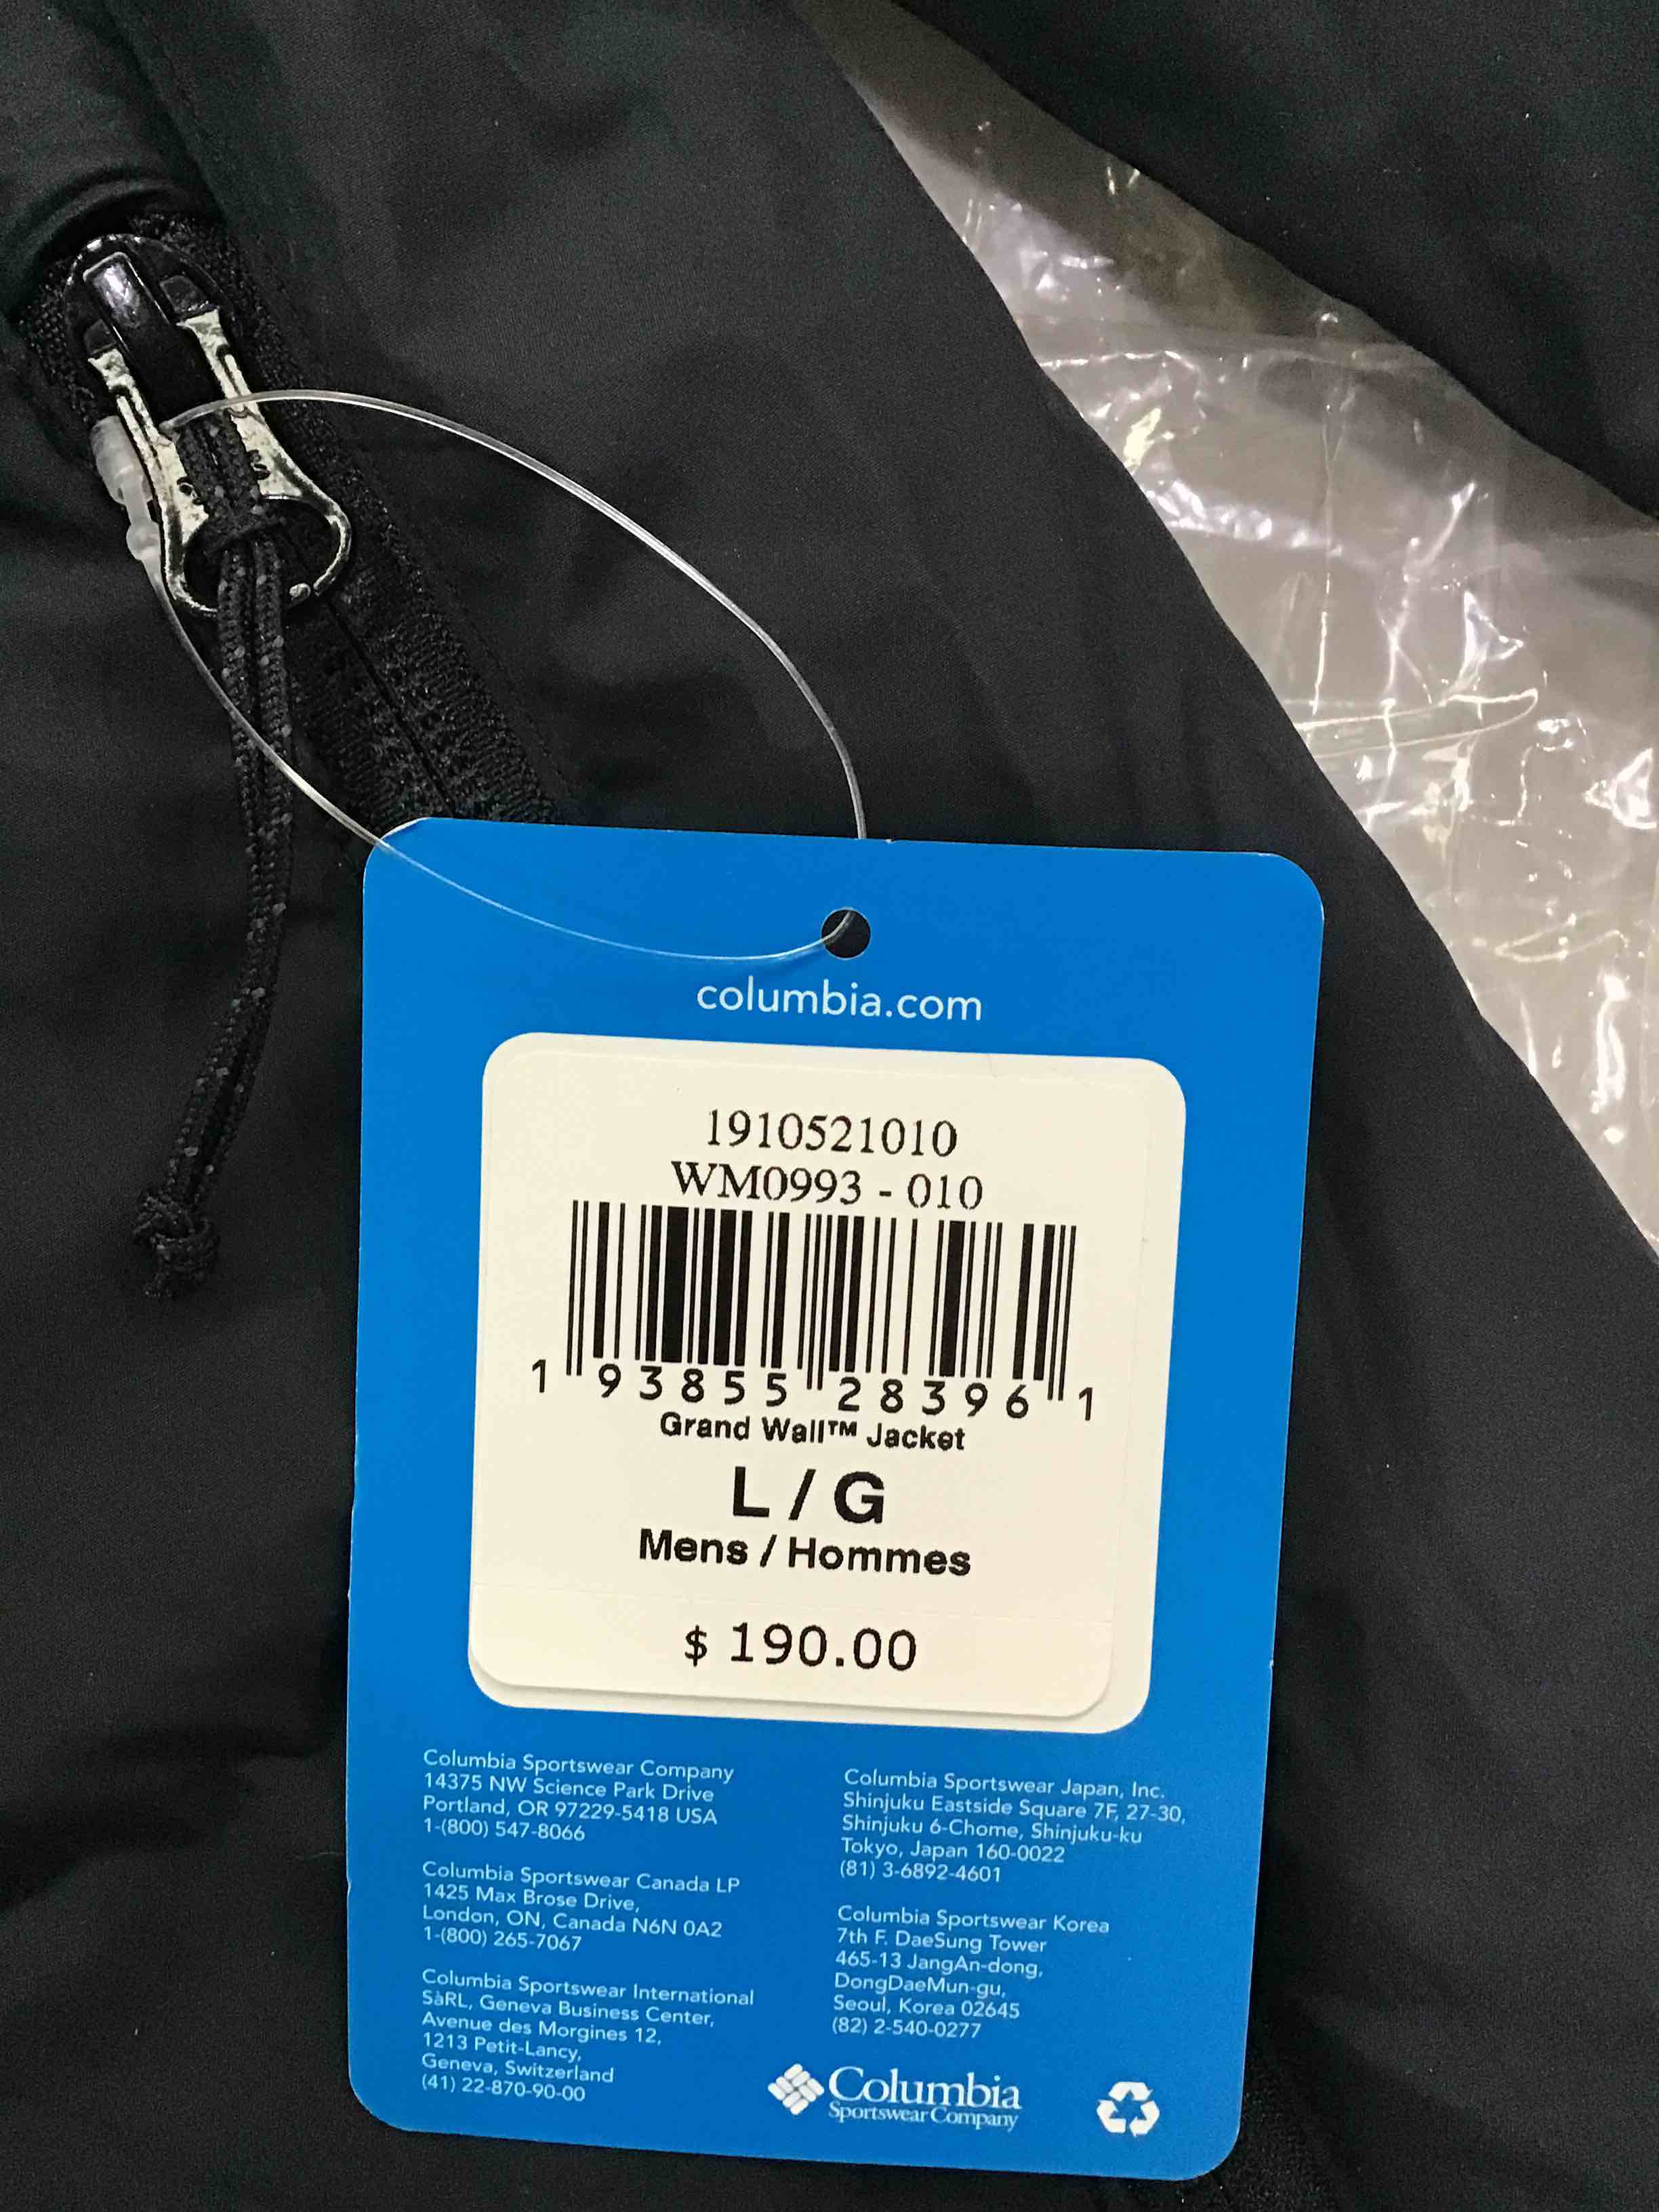 columbia.com
1910521010
WM0993 - 010
1 93855 28396 1
Grand Wall™ Jacket
L / G
Mens / Hommes
$ 190.00
Columbia Sportswear Company
14375 NW Science Park Drive
Portland, OR 97229-5418 USA
1-(800) 547-8066
Columbia Sportswear Canada LP
1425 Max Brose Drive,
London, ON, Canada N6N 0A2
1-(800) 265-7067
Columbia Sportswear International
SàRL, Geneva Business Center,
Avenue des Morgines 12,
1213 Petit-Lancy,
Geneva, Switzerland
(41) 22-870-90-00
Columbia Sportswear Japan, Inc.
Shinjuku Eastside Square 7F, 27-30,
Shinjuku 6-Chome, Shinjuku-ku
Tokyo, Japan 160-0022
(81) 3-6892-4601
Columbia Sportswear Korea
7th F. DaeSung Tower
465-13 JangAn-dong,
DongDaeMun-gu,
Seoul, Korea 02645
(82) 2-540-0277
Columbia
Sportswear Company